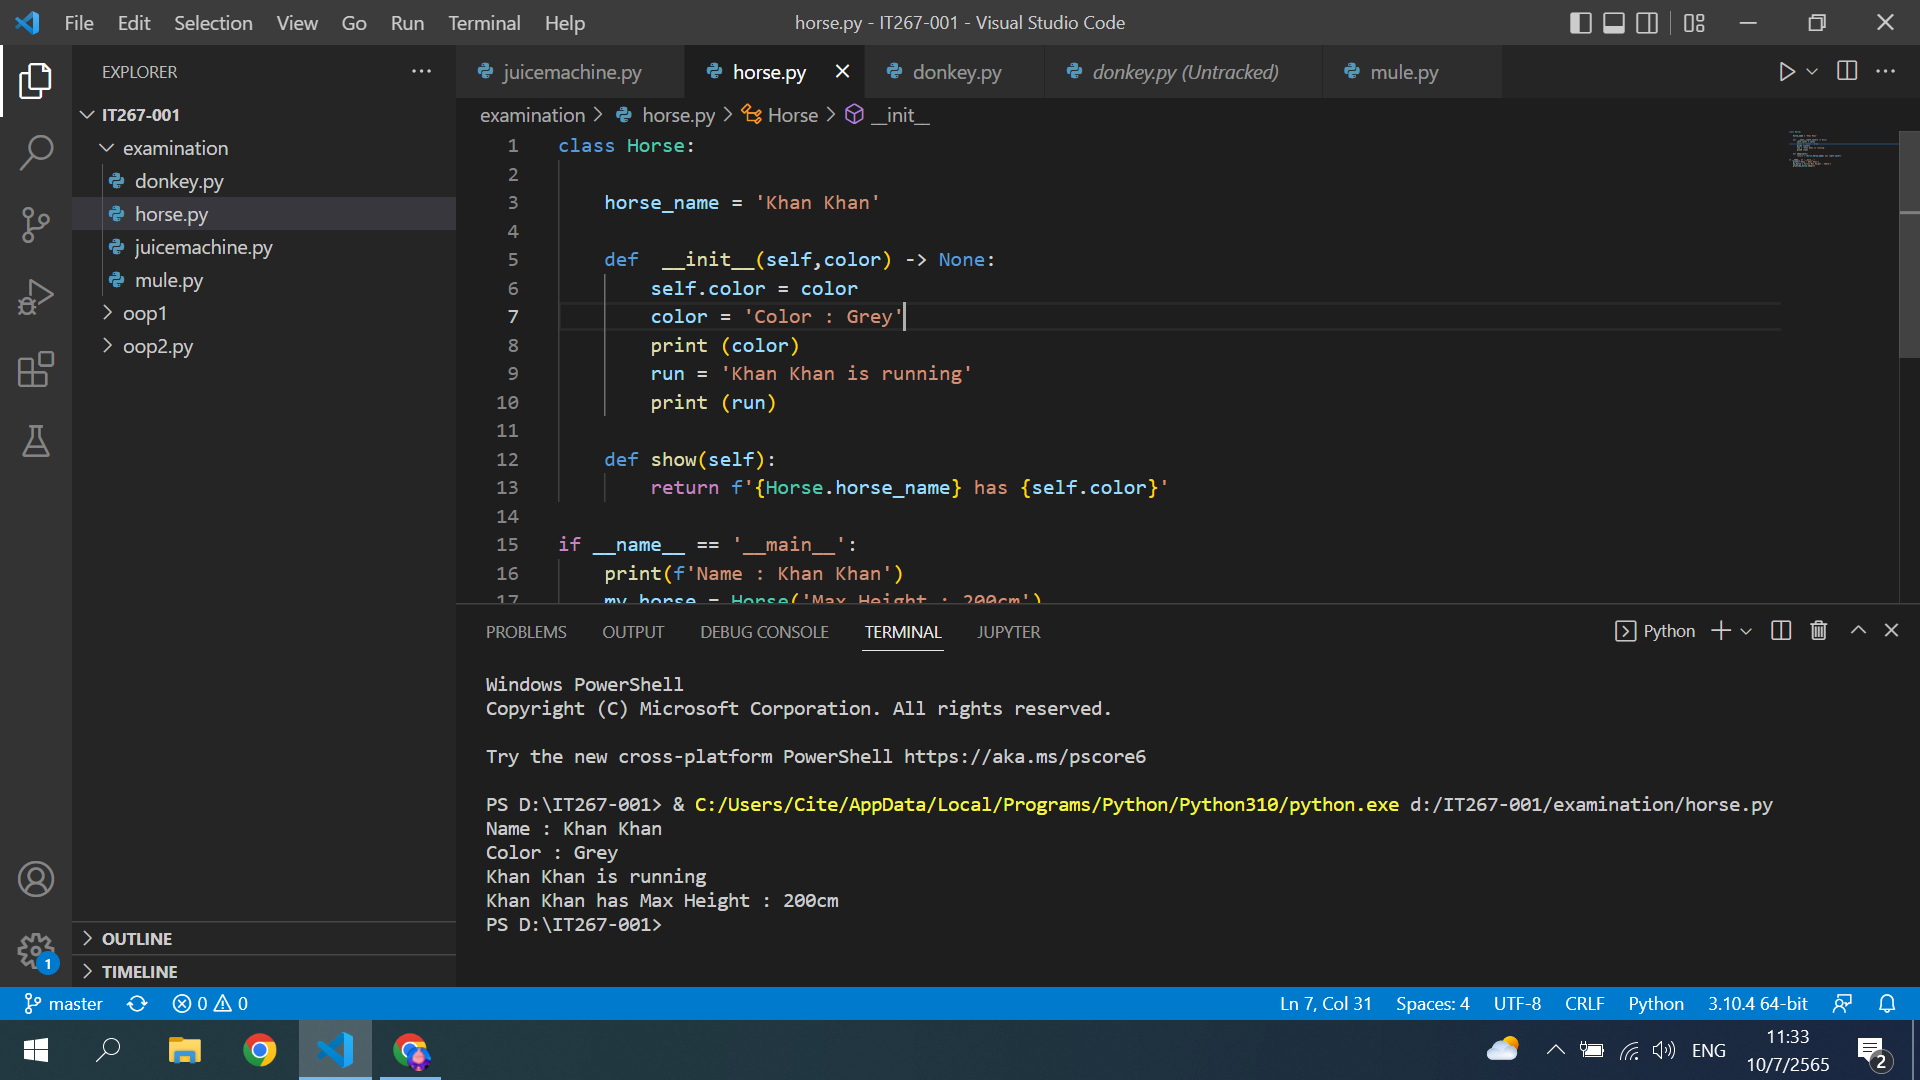 File Edit Selection View Go Run Terminal Help
horse.py - IT267-001 - Visual Studio Code
EXPLORER
juicemachine.py
horse.py
donkey.py
donkey.py (Untracked)
mule.py
IT267-001
examination
donkey.py
horse.py
juicemachine.py
mule.py
oop1
oop2.py
examination > horse.py > Horse > __init__
1 class Horse:
2
3 horse_name = 'Khan Khan'
4
5 def __init__(self,color) -> None:
6 self.color = color
7 color = 'Color : Grey'
8 print (color)
9 run = 'Khan Khan is running'
10 print (run)
11
12 def show(self):
13 return f'{Horse.horse_name} has {self.color}'
14
15 if __name__ == '__main__':
16 print(f'Name : Khan Khan')
17 my_horse = Horse('Max Height : 200cm')
PROBLEMS OUTPUT DEBUG CONSOLE TERMINAL JUPYTER
Python
Windows PowerShell
Copyright (C) Microsoft Corporation. All rights reserved.
Try the new cross-platform PowerShell https://aka.ms/pscore6
PS D:\IT267-001> & C:/Users/Cite/AppData/Local/Programs/Python/Python310/python.exe d:/IT267-001/examination/horse.py
Name : Khan Khan
Color : Grey
Khan Khan is running
Khan Khan has Max Height : 200cm
PS D:\IT267-001>
OUTLINE
TIMELINE
1
master 0 0
Ln 7, Col 31 Spaces: 4 UTF-8 CRLF Python 3.10.4 64-bit
ENG
11:33
10/7/2565
2